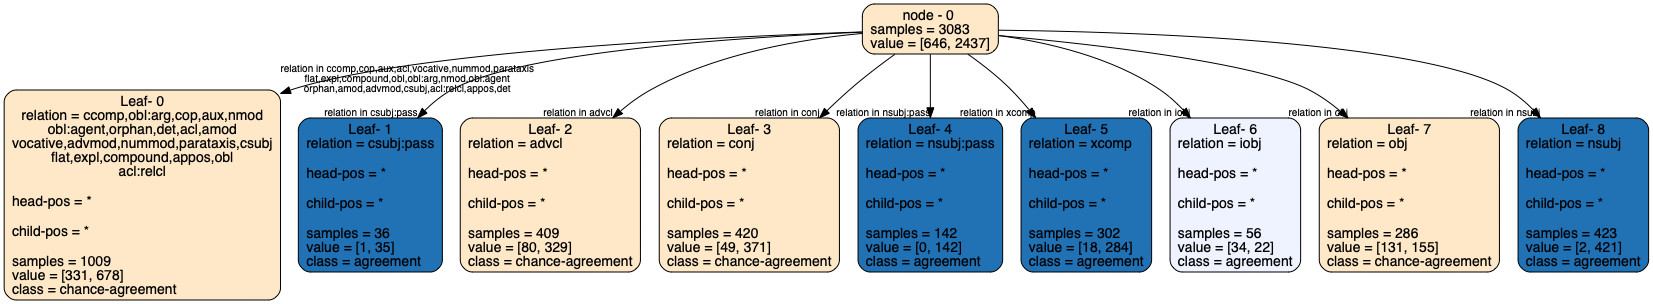 node - 0
samples = 3083
value = [646, 2437]
relation in ccomp,cop,aux,acl,vocative,nummod,parataxis
flat,expl,compound,obl,obl:arg,nmod,obl:agent
orphan,amod,advmod,csubj,acl:relcl,appos,det
relation in csubj:pass
relation in advcl
relation in conj
relation in nsubj:pass
relation in xcomp
relation in iobj
relation in obj
relation in nsubj
Leaf- 0
relation = ccomp,obl:arg,cop,aux,nmod
obl:agent,orphan,det,acl,amod
vocative,advmod,nummod,parataxis,csubj
flat,expl,compound,appos,obl
acl:relcl
head-pos = *
child-pos = *
samples = 1009
value = [331, 678]
class = chance-agreement
Leaf- 1
relation = csubj:pass
head-pos = *
child-pos = *
samples = 36
value = [1, 35]
class = agreement
Leaf- 2
relation = advcl
head-pos = *
child-pos = *
samples = 409
value = [80, 329]
class = chance-agreement
Leaf- 3
relation = conj
head-pos = *
child-pos = *
samples = 420
value = [49, 371]
class = chance-agreement
Leaf- 4
relation = nsubj:pass
head-pos = *
child-pos = *
samples = 142
value = [0, 142]
class = agreement
Leaf- 5
relation = xcomp
head-pos = *
child-pos = *
samples = 302
value = [18, 284]
class = agreement
Leaf- 6
relation = iobj
head-pos = *
child-pos = *
samples = 56
value = [34, 22]
class = agreement
Leaf- 7
relation = obj
head-pos = *
child-pos = *
samples = 286
value = [131, 155]
class = chance-agreement
Leaf- 8
relation = nsubj
head-pos = *
child-pos = *
samples = 423
value = [2, 421]
class = agreement